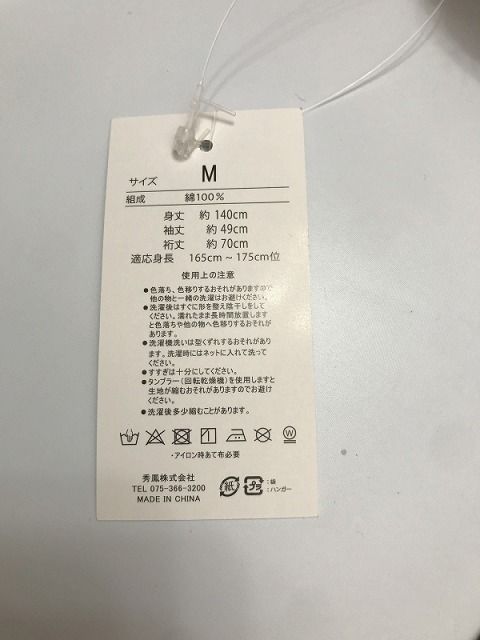 サイズ M
組成 綿100%
身丈 約 140cm
袖丈 約 49cm
裄丈 約 70cm
適応身長 165cm ~ 175cm位
使用上の注意
●色落ち、色移りするおそれがありますので
他の物と一緒の洗濯はお避けください。
●洗濯後はすぐに形を整え陰干しをして
ください。濡れたまま長時間放置します
と色落ちや他の物へ色移りするおそれが
あります。
●洗濯機洗いは型くずれするおそれがあり
ます。洗濯時にはネットに入れて洗って
ください。
●すすぎは十分にしてください。
●タンブラー(回転乾燥機)を使用しますと
生地が縮むおそれがありますのでお避け
ください。
●洗濯後多少縮むことがあります。
W
・アイロン時あて布必要
秀鳳株式会社
TEL 075-366-3200
MADE IN CHINA
紙 プラ :袋
:ハンガー